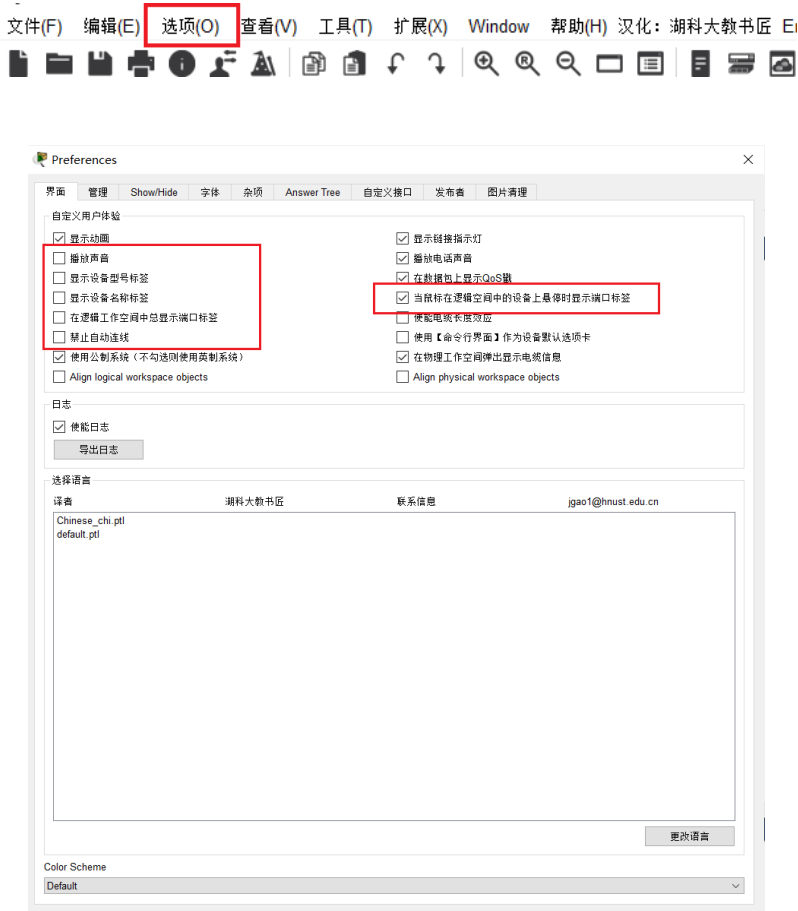 文件(F) 编辑(E) 选项(O) 查看(V) 工具(T) 扩展(X) Window 帮助(H) 汉化：湖科大教书匠
Preferences
界面 管理 Show/Hide 字体 杂项 Answer Tree 自定义接口 发布者 图片清理
自定义用户体验
显示动画 显示链接指示灯
播放声音 播放电话声音
显示设备型号标签 在数据包上显示QoS戳
显示设备名称标签 当鼠标在逻辑空间中的设备上悬停时显示端口标签
在逻辑工作空间中总显示端口标签 使能电缆长度效应
禁止自动连线 使用【命令行界面】作为设备默认选项卡
使用公制系统（不勾选则使用英制系统） 在物理工作空间弹出显示电缆信息
Align logical workspace objects Align physical workspace objects
日志
使能日志
导出日志
选择语言
译者 湖科大教书匠 联系信息 jgao1@hnust.edu.cn
Chinese_chi.ptl
default.ptl
更改语言
Color Scheme
Default